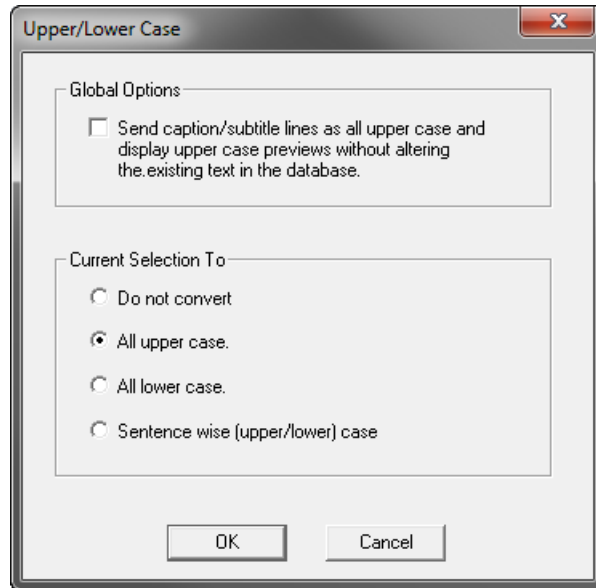 Upper/Lower Case
Global Options
Send caption/subtitle lines as all upper case and
display upper case previews without altering
the.existing text in the database.
Current Selection To
Do not convert
All upper case.
All lower case.
Sentence wise (upper/lower) case
OK
Cancel